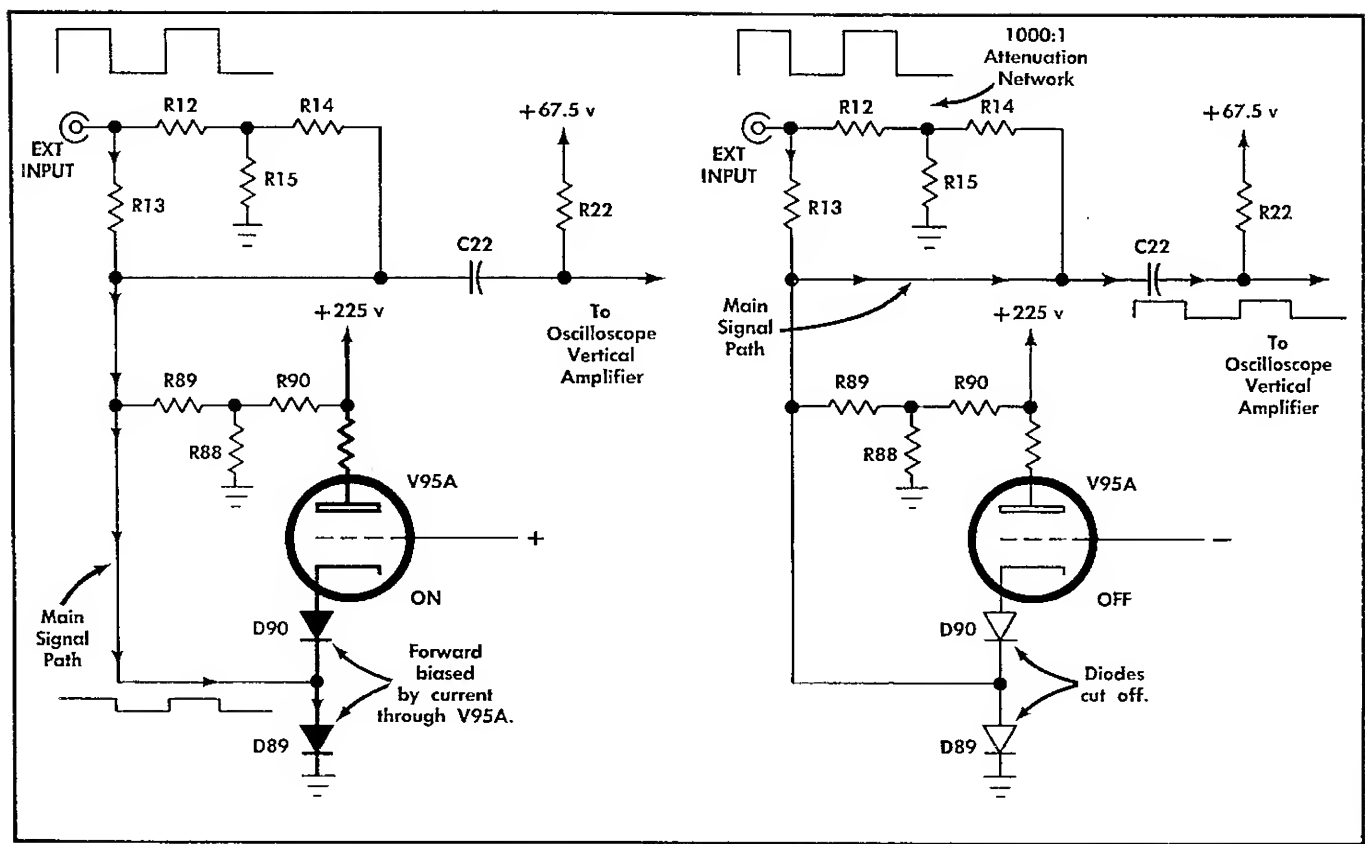 R12
R14
+67.5 v
EXT
INPUT
R15
R13
R22
C22
To
Oscilloscope
Vertical
Amplifier
+225 v
R89
R90
R88
V95A
+
ON
Main
Signal
Path
D90
Forward
biased
by current
through V95A.
D89
1000:1
Attenuation
Network
R12
R14
+67.5 v
EXT
INPUT
R15
R13
R22
C22
Main
Signal
Path
To
Oscilloscope
Vertical
Amplifier
+225 v
R89
R90
R88
V95A
−
OFF
D90
Diodes
cut off.
D89